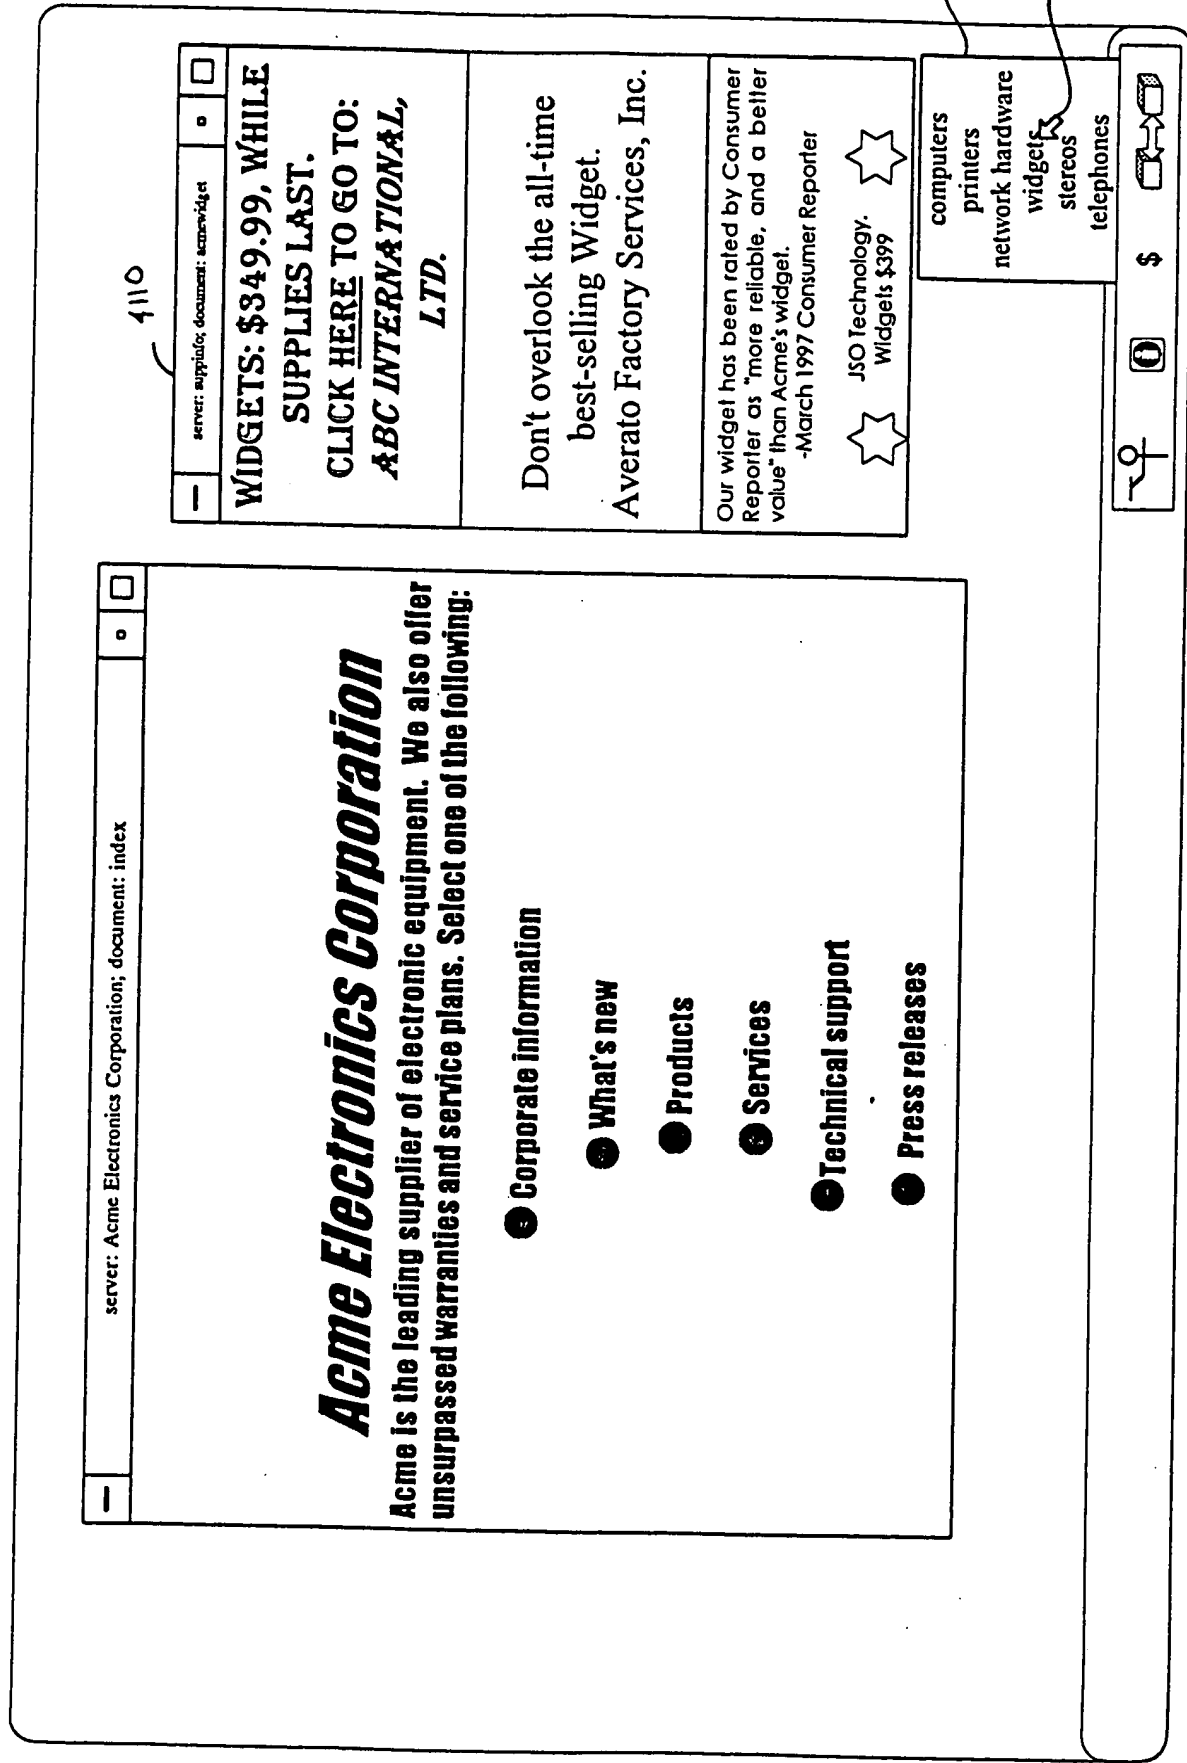 4110
server: Acme Electronics Corporation; document: index
Acme Electronics Corporation
Acme is the leading supplier of electronic equipment. We also offer
unsurpassed warranties and service plans. Select one of the following:
Corporate information
What's new
Products
Services
Technical support
Press releases
server: suppinfo; document: acmewidget
WIDGETS: $349.99, WHILE
SUPPLIES LAST.
CLICK HERE TO GO TO:
ABC INTERNATIONAL,
LTD.
Don't overlook the all-time
best-selling Widget.
Averato Factory Services, Inc.
Our widget has been rated by Consumer
Reporter as "more reliable, and a better
value" than Acme's widget.
-March 1997 Consumer Reporter
JSO Technology.
Widgets $399
computers
printers
network hardware
widgets
stereos
telephones
$